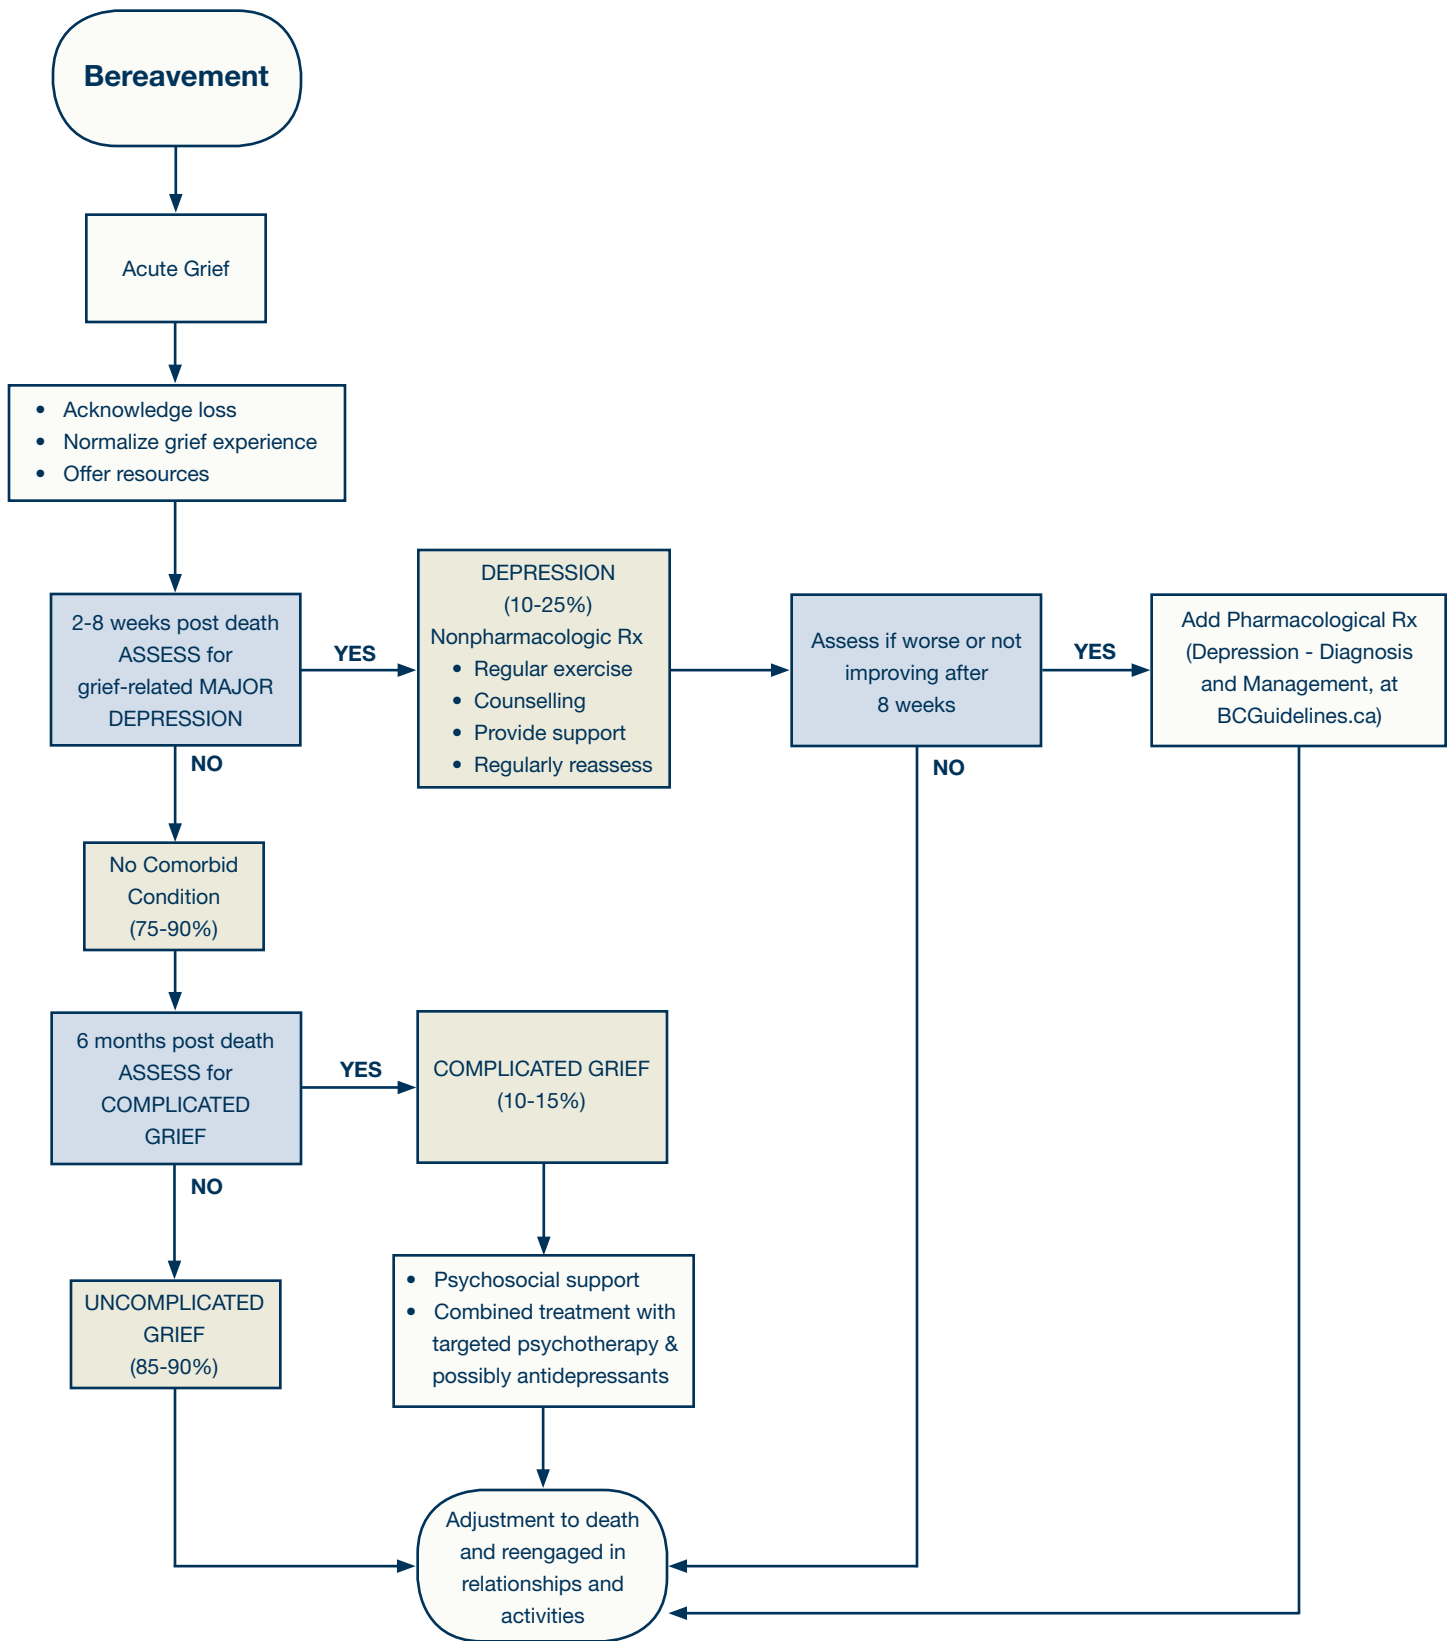 Bereavement
Acute Grief
• Acknowledge loss
• Normalize grief experience
• Offer resources
2-8 weeks post death
ASSESS for
grief-related MAJOR
DEPRESSION
YES
DEPRESSION
(10-25%)
Nonpharmacologic Rx
• Regular exercise
• Counselling
• Provide support
• Regularly reassess
Assess if worse or not
improving after
8 weeks
YES
Add Pharmacological Rx
(Depression - Diagnosis
and Management, at
BCGuidelines.ca)
NO
NO
No Comorbid
Condition
(75-90%)
6 months post death
ASSESS for
COMPLICATED
GRIEF
YES
COMPLICATED GRIEF
(10-15%)
NO
UNCOMPLICATED
GRIEF
(85-90%)
• Psychosocial support
• Combined treatment with
targeted psychotherapy &
possibly antidepressants
Adjustment to death
and reengaged in
relationships and
activities